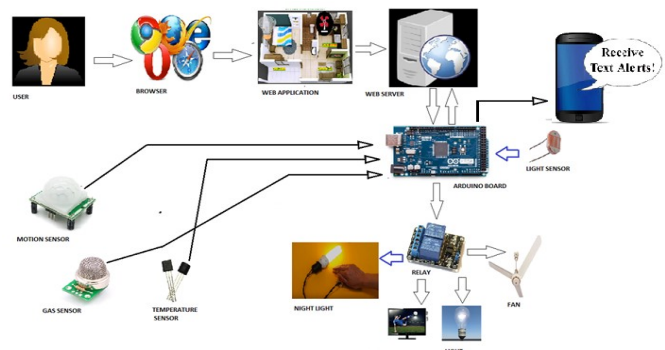 Receive
Text Alerts!
USER
BROWSER
WEB APPLICATION
WEB SERVER
ARDUINO BOARD
LIGHT SENSOR
MOTION SENSOR
GAS SENSOR
TEMPERATURE
SENSOR
NIGHT LIGHT
RELAY
FAN